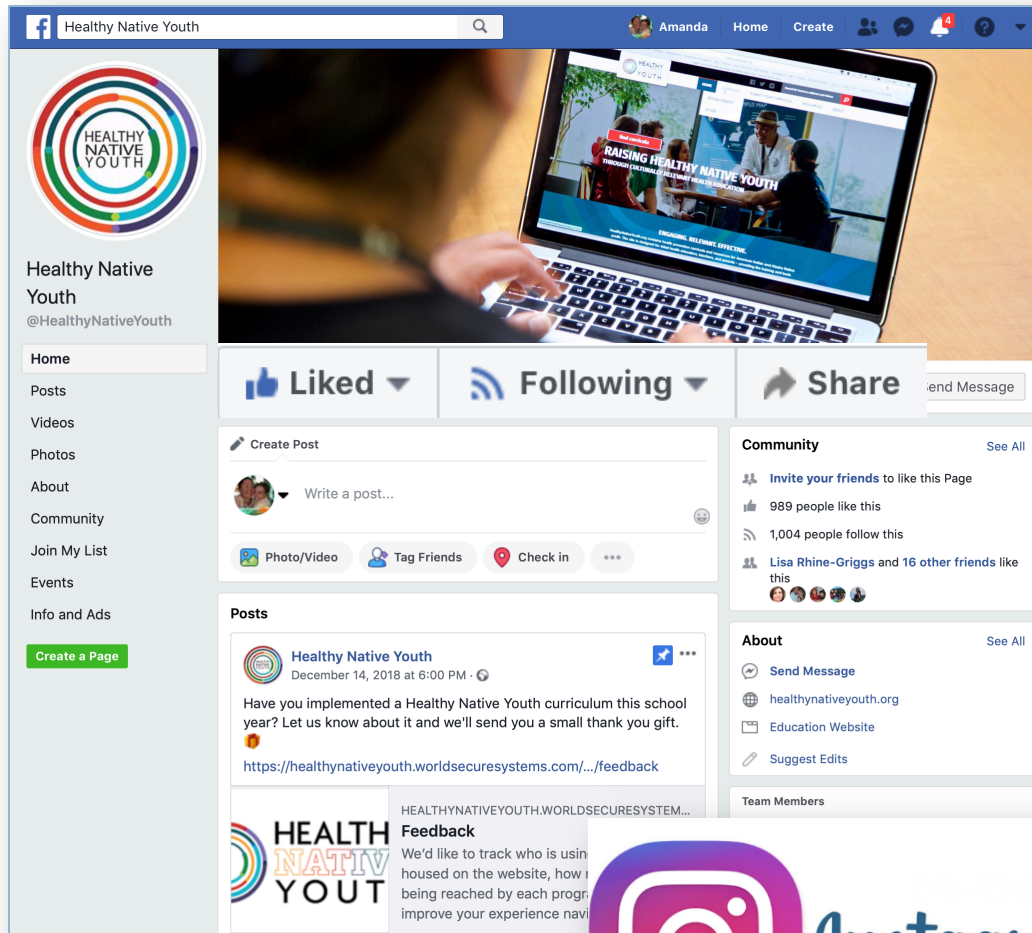 Healthy Native Youth
Amanda
Home
Create
4
?
HEALTHY
NATIVE
YOUTH
Healthy Native
Youth
@HealthyNativeYouth
Home
Posts
Videos
Photos
About
Community
Join My List
Events
Info and Ads
Create a Page
HEALTHY
YOUTH
HOME
RAISING HEALTHY NATIVE YOUTH
THROUGH CULTURALLY RELEVANT HEALTH EDUCATION
ENGAGING. RELEVANT. EFFECTIVE.
Liked
Following
Share
end Message
Create Post
Write a post...
Photo/Video
Tag Friends
Check in
Posts
Healthy Native Youth
December 14, 2018 at 6:00 PM ·
Have you implemented a Healthy Native Youth curriculum this school
year? Let us know about it and we'll send you a small thank you gift.
https://healthynativeyouth.worldsecuresystems.com/.../feedback
HEALTH
NATIV
YOUT
HEALTHYNATIVEYOUTH.WORLDSECURESYSTEM...
Feedback
We'd like to track who is usin
housed on the website, how
being reached by each progr
improve your experience navi
Community
See All
Invite your friends to like this Page
989 people like this
1,004 people follow this
Lisa Rhine-Griggs and 16 other friends like
this
About
See All
Send Message
healthynativeyouth.org
Education Website
Suggest Edits
Team Members